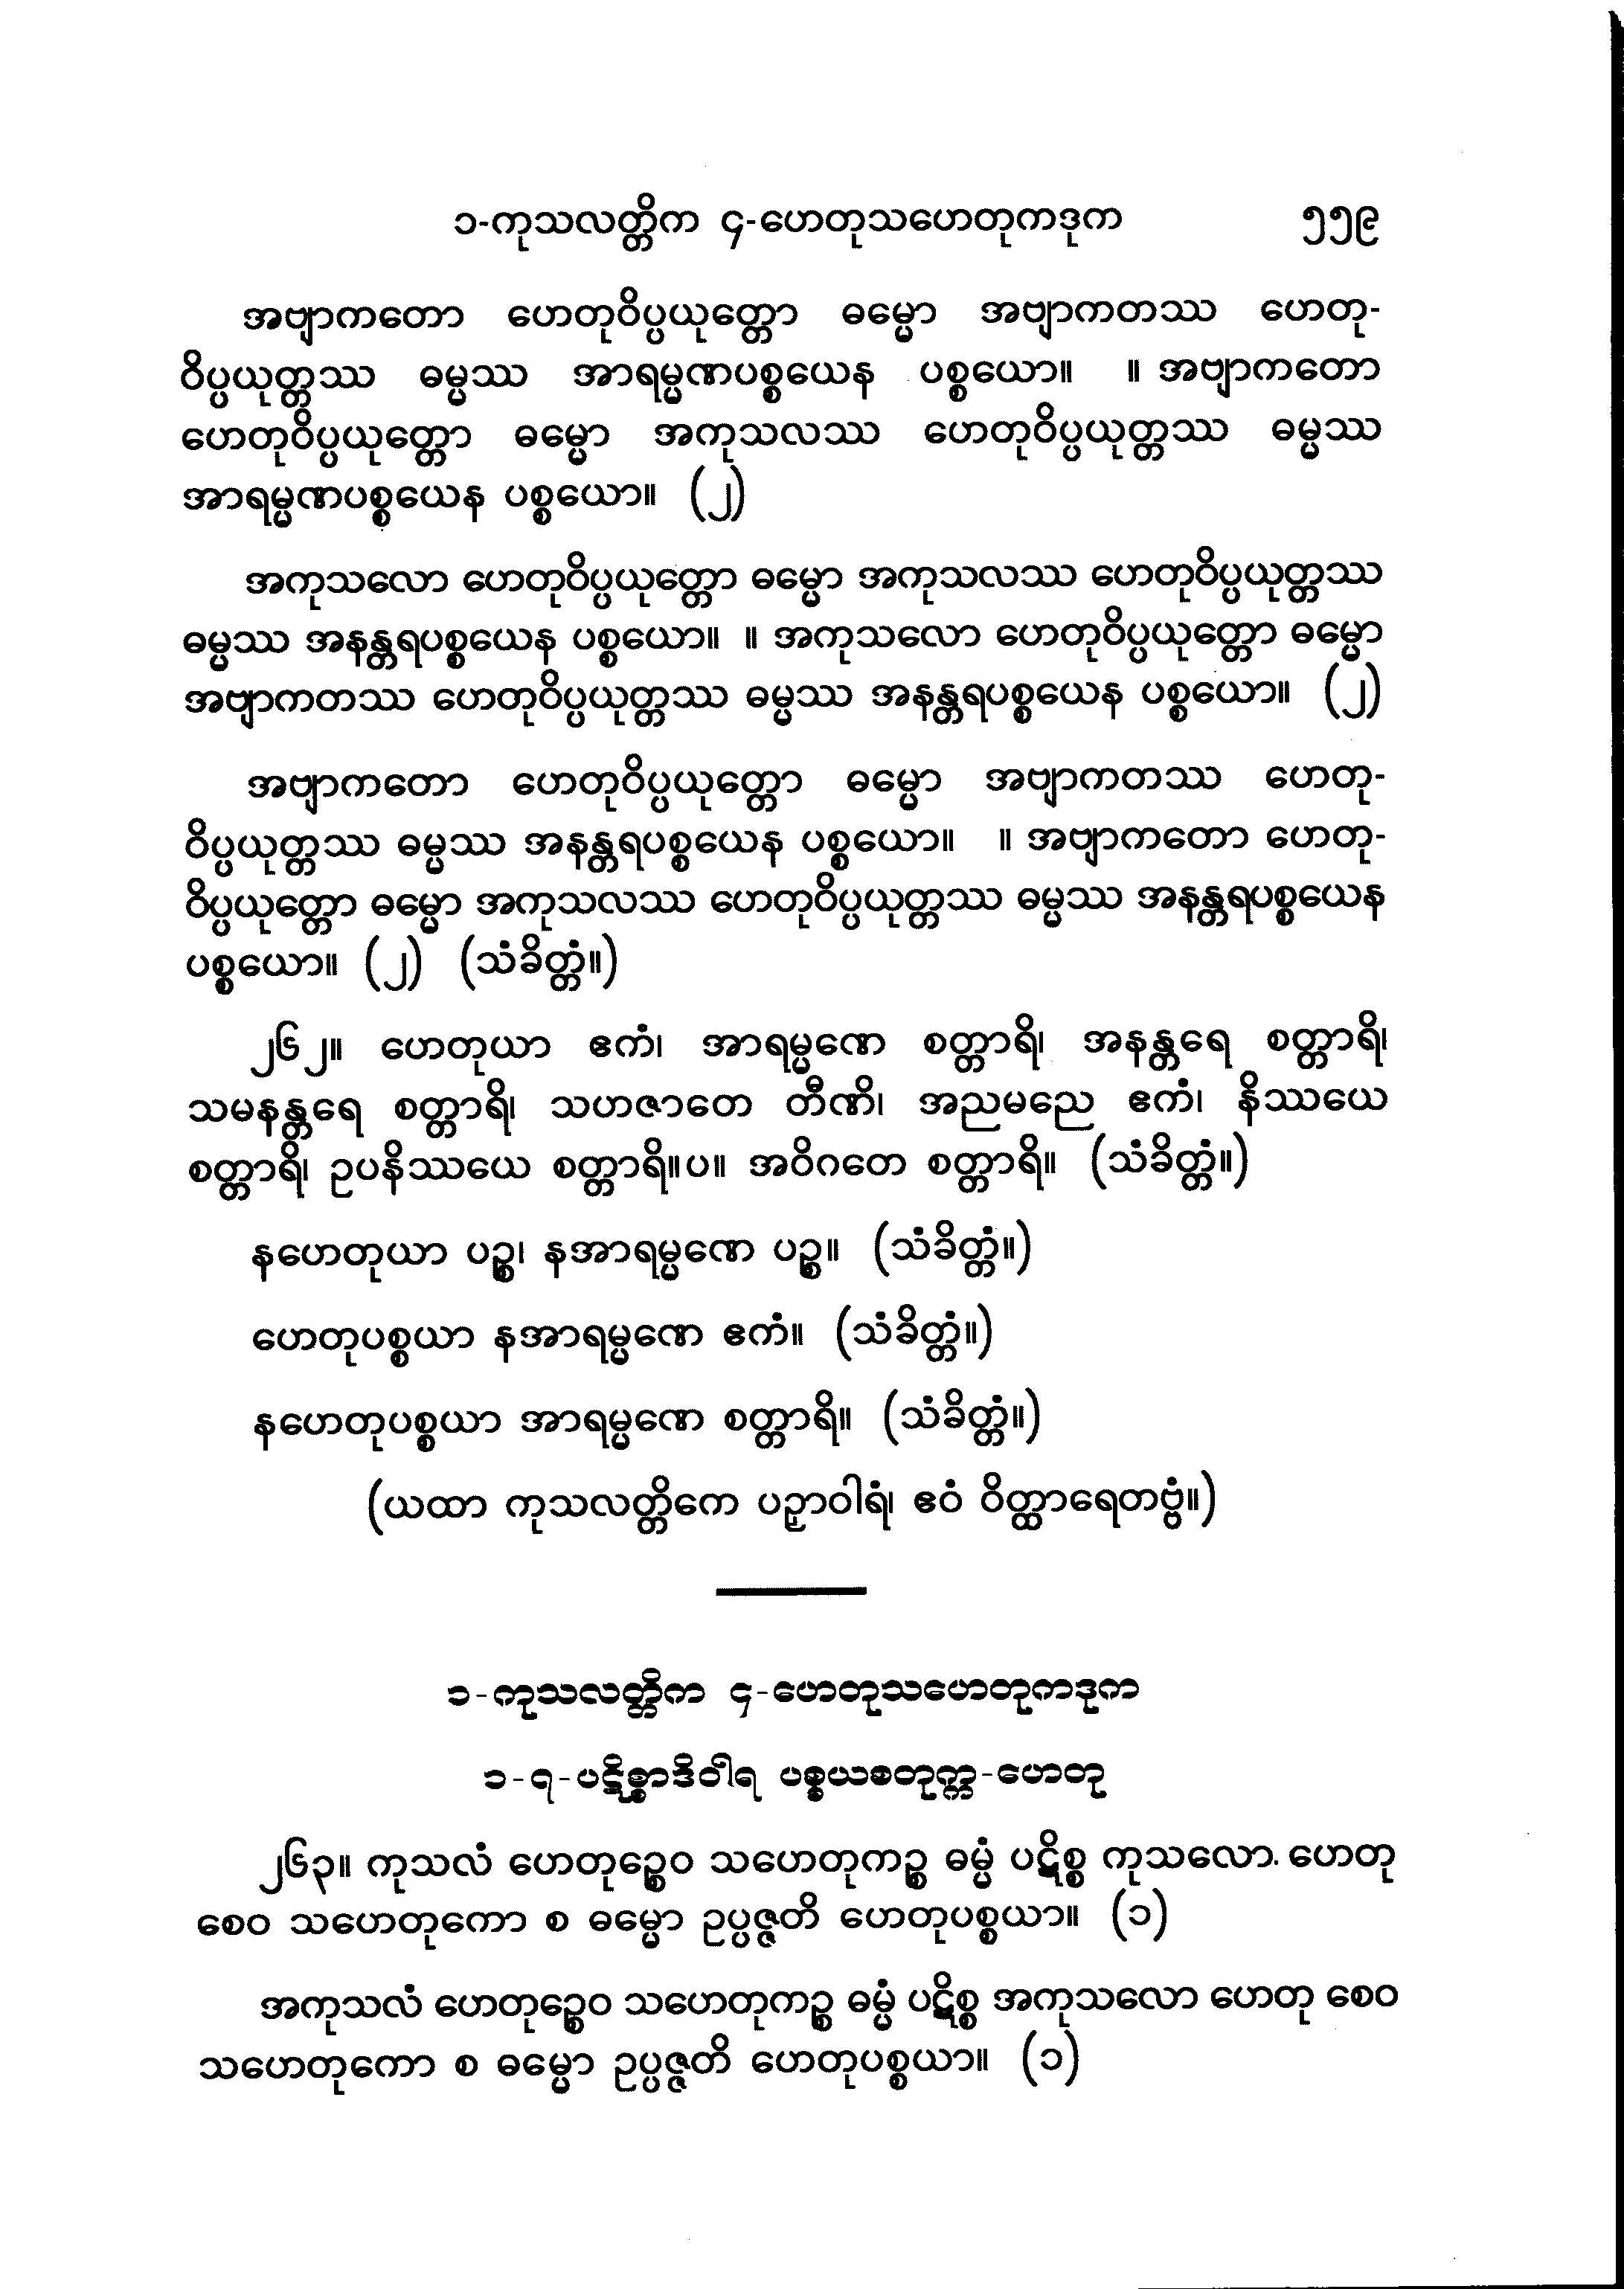 ၁-ကုသလတ္တိက ၄-ဟေတုသဟေတုကဒုက ၅၅၉
အဗျာကတော ဟေတုဝိပ္ပယုတ္တော ဓမ္မော အဗျာကတဿ ဟေတု-
ဝိပ္ပယုတ္တဿ ဓမ္မဿ အာရမ္မဏပစ္စယေန ပစ္စယော။ ။ အဗျာကတော
ဟေတုဝိပ္ပယုတ္တော ဓမ္မော အကုသလဿ ဟေတုဝိပ္ပယုတ္တဿ ဓမ္မဿ
အာရမ္မဏပစ္စယေန ပစ္စယော။ (၂)
အကုသလော ဟေတုဝိပ္ပယုတ္တော ဓမ္မော အကုသလဿ ဟေတုဝိပ္ပယုတ္တဿ
ဓမ္မဿ အနန္တရပစ္စယေန ပစ္စယော။ ။ အကုသလော ဟေတုဝိပ္ပယုတ္တော ဓမ္မော
အဗျာကတဿ ဟေတုဝိပ္ပယုတ္တဿ ဓမ္မဿ အနန္တရပစ္စယေန ပစ္စယော။ (၂)
အဗျာကတော ဟေတုဝိပ္ပယုတ္တော ဓမ္မော အဗျာကတဿ ဟေတု-
ဝိပ္ပယုတ္တဿ ဓမ္မဿ အနန္တရပစ္စယေန ပစ္စယော။ ။ အဗျာကတော ဟေတု-
ဝိပ္ပယုတ္တော ဓမ္မော အကုသလဿ ဟေတုဝိပ္ပယုတ္တဿ ဓမ္မဿ အနန္တရပစ္စယေန
ပစ္စယော။ (၂) (သံခိတ္တံ။)
၂၆၂။ ဟေတုယာ ဧကံ၊ အာရမ္မဏေ စတ္တာရိ၊ အနန္တရေ စတ္တာရိ၊
သမနန္တရေ စတ္တာရိ၊ သဟဇာတေ တီဏိ၊ အညမညေ ဧကံ၊ နိဿယေ
စတ္တာရိ၊ ဥပနိဿယေ စတ္တာရိ။ပ။ အဝိဂတေ စတ္တာရိ။ (သံခိတ္တံ။)
နဟေတုယာ ပဉ္စ၊ နအာရမ္မဏေ ပဉ္စ။ (သံခိတ္တံ။)
ဟေတုပစ္စယာ နအာရမ္မဏေ ဧကံ။ (သံခိတ္တံ။)
နဟေတုပစ္စယာ အာရမ္မဏေ စတ္တာရိ။ (သံခိတ္တံ။)
(ယထာ ကုသလတ္တိကေ ပဉှာဝါရံ၊ ဧဝံ ဝိတ္ထာရေတဗ္ဗံ။)
၁-ကုသလတ္တိက ၄-ဟေတုသဟေတုကဒုက
၁-၇-ပဋိစ္စာဒိဝါရ ပစ္စယစတုက္က-ဟေတု
၂၆၃။ ကုသလံ ဟေတုဉ္စေဝ သဟေတုကဉ္စ ဓမ္မံ ပဋိစ္စ ကုသလော ဟေတု
စေဝ သဟေတုကော စ ဓမ္မော ဥပ္ပဇ္ဇတိ ဟေတုပစ္စယာ။ (၁)
အကုသလံ ဟေတုဉ္စေဝ သဟေတုကဉ္စ ဓမ္မံ ပဋိစ္စ အကုသလော ဟေတု စေဝ
သဟေတုကော စ ဓမ္မော ဥပ္ပဇ္ဇတိ ဟေတုပစ္စယာ။ (၁)